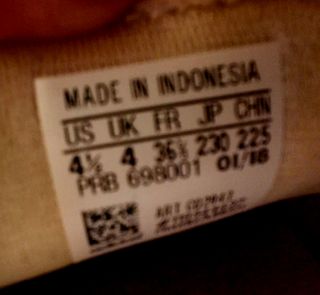 MADE IN INDONESIA
US UK FR JP CHN
4½ 4 36⅔ 230 225
PRB 698001 01/18
ART